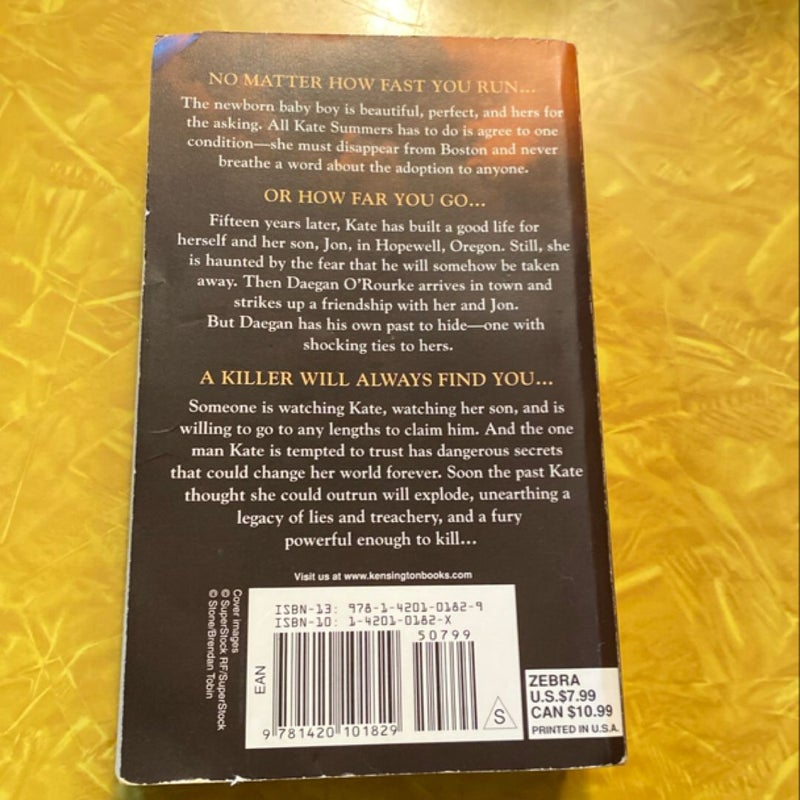 NO MATTER HOW FAST YOU RUN...
The newborn baby boy is beautiful, perfect, and hers for
the asking. All Kate Summers has to do is agree to one
condition—she must disappear from Boston and never
breathe a word about the adoption to anyone.
OR HOW FAR YOU GO...
Fifteen years later, Kate has built a good life for
herself and her son, Jon, in Hopewell, Oregon. Still, she
is haunted by the fear that he will somehow be taken
away. Then Daegan O'Rourke arrives in town and
strikes up a friendship with her and Jon.
But Daegan has his own past to hide—one with
shocking ties to hers.
A KILLER WILL ALWAYS FIND YOU...
Someone is watching Kate, watching her son, and is
willing to go to any lengths to claim him. And the one
man Kate is tempted to trust has dangerous secrets
that could change her world forever. Soon the past Kate
thought she could outrun will explode, unearthing a
legacy of lies and treachery, and a fury
powerful enough to kill...
Visit us at www.kensingtonbooks.com
Cover images
© SuperStock RF/SuperStock
© Stone/Brendan Tobin
ISBN-13: 978-1-4201-0182-9
ISBN-10: 1-4201-0182-X
50799
EAN
9 781420 101829
S
ZEBRA
U.S.$7.99
CAN $10.99
PRINTED IN U.S.A.